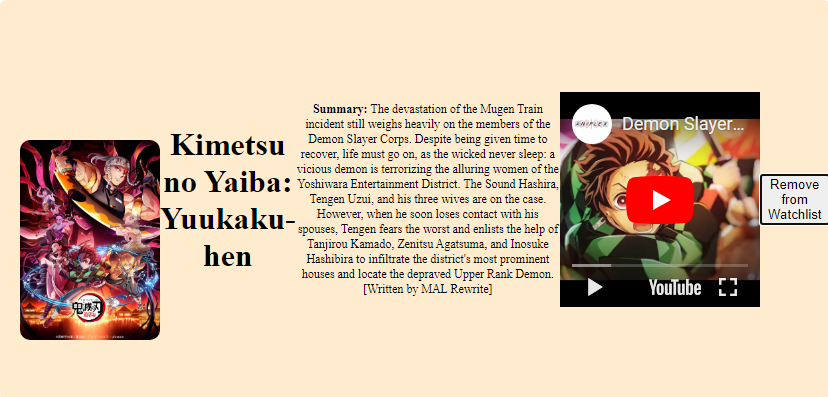 Kimetsu
no Yaiba:
Yuukaku-
hen
Summary: The devastation of the Mugen Train
incident still weighs heavily on the members of the
Demon Slayer Corps. Despite being given time to
recover, life must go on, as the wicked never sleep: a
vicious demon is terrorizing the alluring women of the
Yoshiwara Entertainment District. The Sound Hashira,
Tengen Uzui, and his three wives are on the case.
However, when he soon loses contact with his
spouses, Tengen fears the worst and enlists the help of
Tanjirou Kamado, Zenitsu Agatsuma, and Inosuke
Hashibira to infiltrate the district's most prominent
houses and locate the depraved Upper Rank Demon.
[Written by MAL Rewrite]
ANIPLEX
Demon Slayer...
YouTube
Remove
from
Watchlist
鬼滅の刃